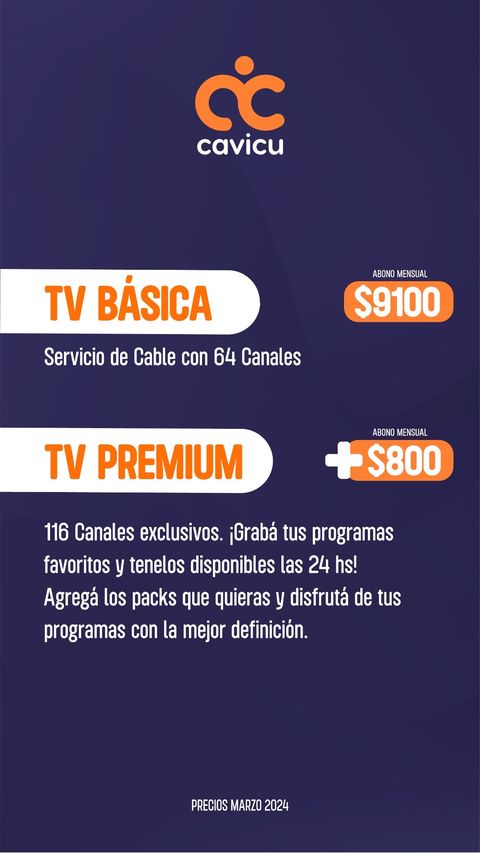 cavicu
ABONO MENSUAL
TV BÁSICA
$9100
Servicio de Cable con 64 Canales
ABONO MENSUAL
TV PREMIUM
+$800
116 Canales exclusivos. ¡Grabá tus programas
favoritos y tenelos disponibles las 24 hs!
Agregá los packs que quieras y disfrutá de tus
programas con la mejor definición.
PRECIOS MARZO 2024